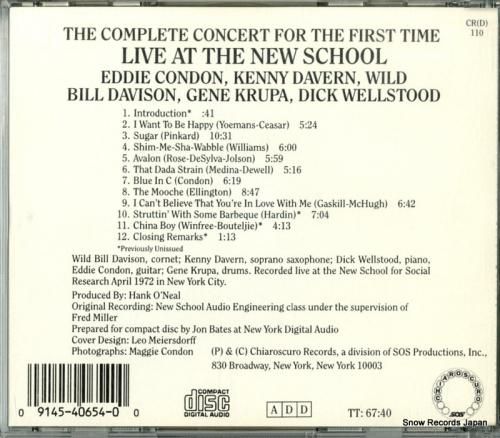 CR(D)
110
THE COMPLETE CONCERT FOR THE FIRST TIME
LIVE AT THE NEW SCHOOL
EDDIE CONDON, KENNY DAVERN, WILD
BILL DAVISON, GENE KRUPA, DICK WELLSTOOD
1. Introduction* :41
2. I Want To Be Happy (Yoemans-Ceasar) 5:24
3. Sugar (Pinkard) 10:31
4. Shim-Me-Sha-Wabble (Williams) 6:00
5. Avalon (Rose-DeSylva-Jolson) 5:59
6. That Dada Strain (Medina-Dewell) 5:16
7. Blue In C (Condon) 6:19
8. The Mooche (Ellington) 8:47
9. I Can't Believe That You're In Love With Me (Gaskill-McHugh) 6:42
10. Struttin' With Some Barbeque (Hardin)* 7:04
11. China Boy (Winfree-Bouteljie)* 4:13
12. Closing Remarks* 1:13
*Previously Unissued
Wild Bill Davison, cornet; Kenny Davern, soprano saxophone; Dick Wellstood, piano,
Eddie Condon, guitar; Gene Krupa, drums. Recorded live at the New School for Social
Research April 1972 in New York City.
Produced By: Hank O'Neal
Original Recording: New School Audio Engineering class under the supervision of
Fred Miller
Prepared for compact disc by Jon Bates at New York Digital Audio
Cover Design: Leo Meiersdorff
Photographs: Maggie Condon (P) & (C) Chiaroscuro Records, a division of SOS Productions, Inc.,
830 Broadway, New York, New York 10003
0 9145-40654-0 0
COMPACT
disc
DIGITAL AUDIO
A D D
TT: 67:40
CHIAROSCURO
SOS
Snow Records Japan(c)